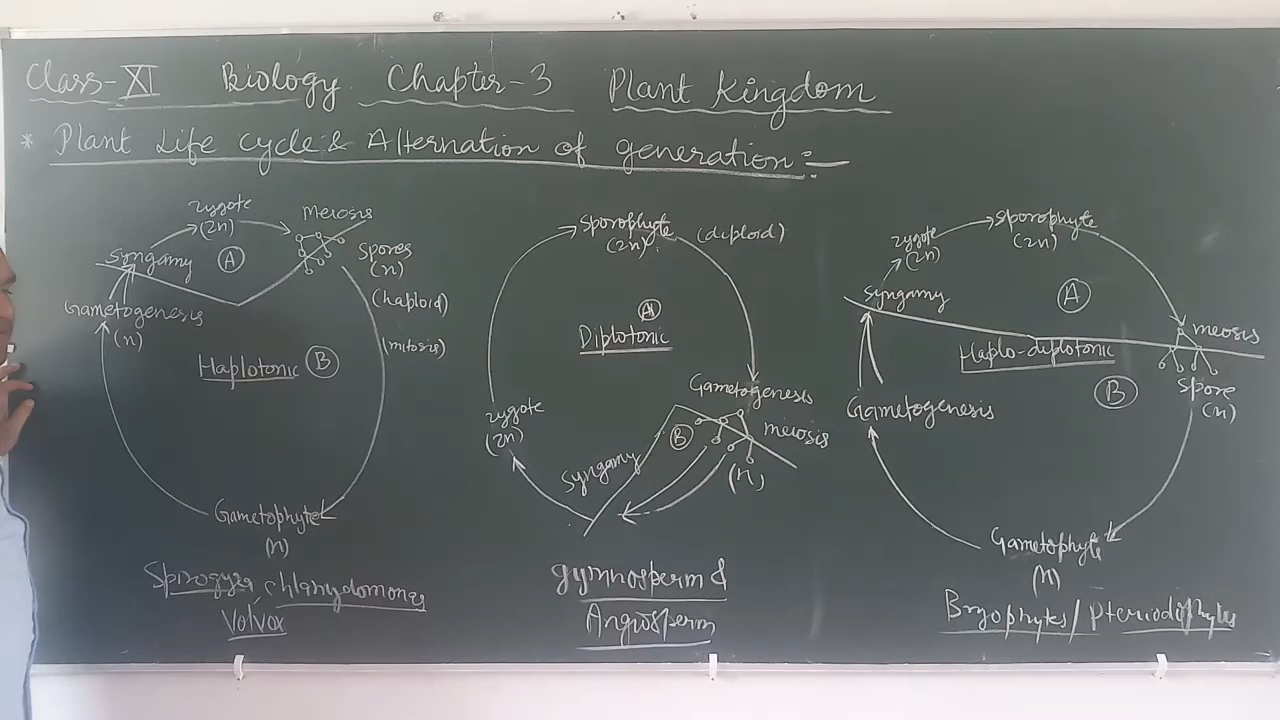 Class-XI Biology Chapter-3 Plant Kingdom
* Plant Life Cycle & Alternation of generation:-
zygote
(2n)
meiosis
Syngamy
A
Spores
(n)
(haploid)
(mitosis)
Gametogenesis
(n)
Haplotonic B
Gametophyte
(n)
Spirogyra, chlamydomonas
Volvox
Sporophyte
(2n)
(diploid)
A
Diplotonic
Gametogenesis
zygote
(2n)
B
meiosis
Syngamy
(n)
gymnosperm &
Angiosperm
Sporophyte
(2n)
zygote
(2n)
Syngamy
A
meosis
Haplo-diplotonic
B
Spore
(n)
Gametogenesis
Gametophyte
(n)
Bryophytes/